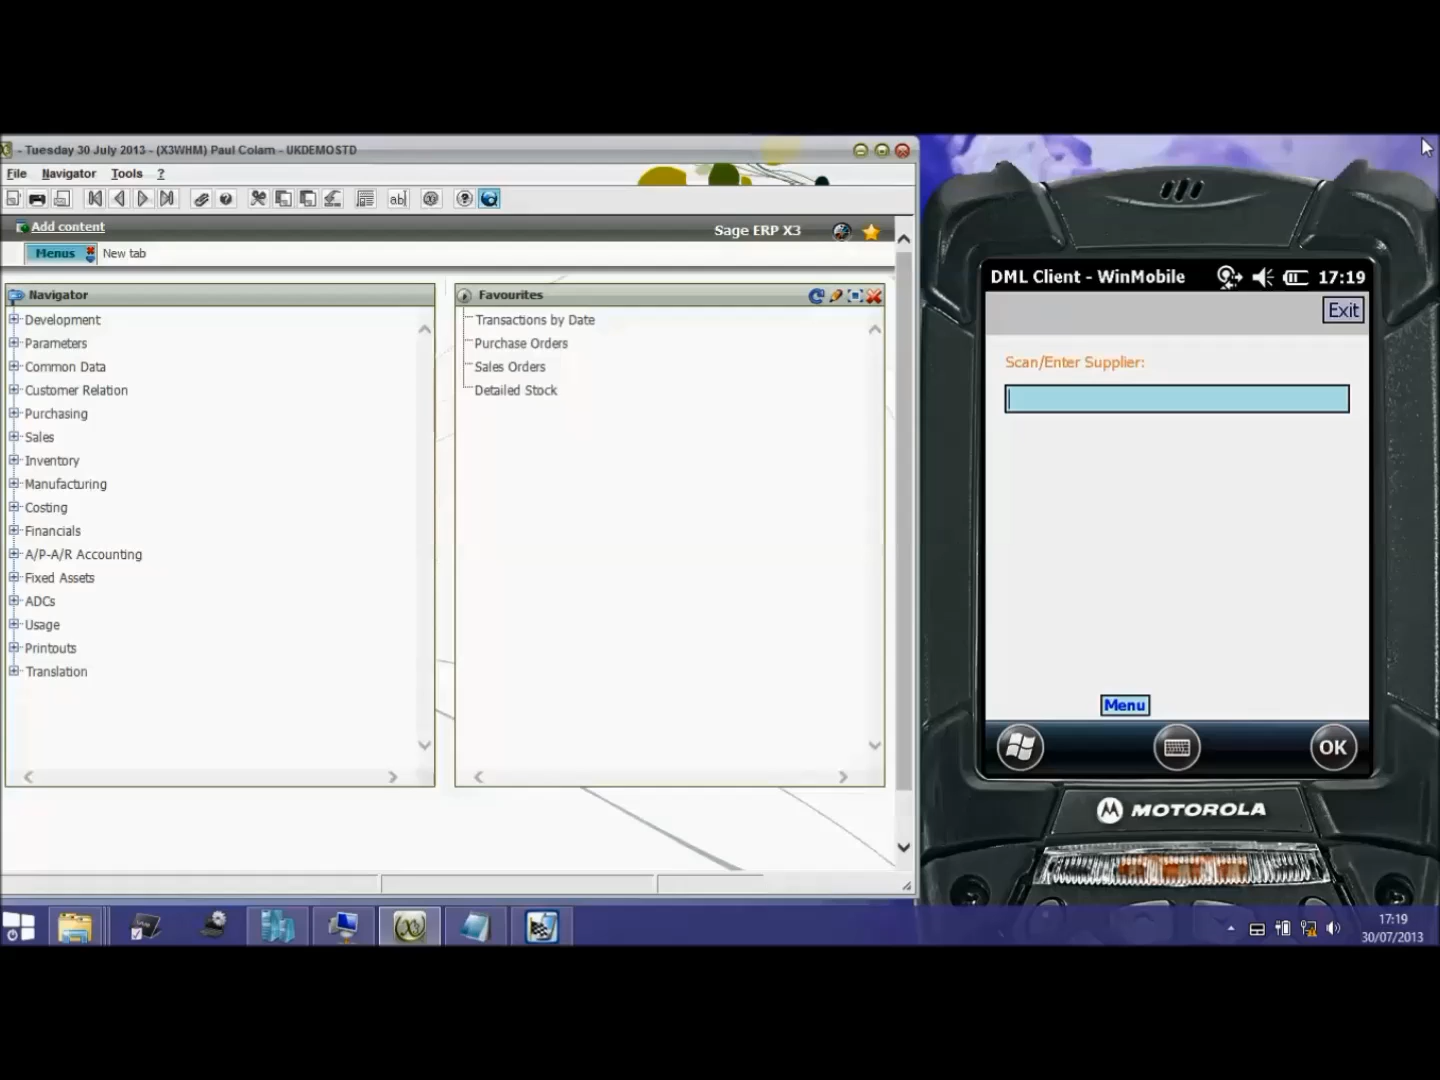 - Tuesday 30 July 2013 - (X3WHM) Paul Colam - UKDEMOSTD
File Navigator Tools ?
Add content
Sage ERP X3
Menus New tab
Navigator
Development
Parameters
Common Data
Customer Relation
Purchasing
Sales
Inventory
Manufacturing
Costing
Financials
A/P-A/R Accounting
Fixed Assets
ADCs
Usage
Printouts
Translation
Favourites
Transactions by Date
Purchase Orders
Sales Orders
Detailed Stock
DML Client - WinMobile 17:19
Exit
Scan/Enter Supplier:
Menu
OK
MOTOROLA
17:19
30/07/2013